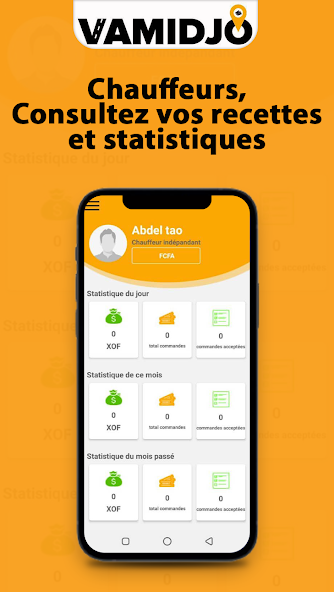 VAMIDJO
Chauffeurs,
Consultez vos recettes
et statistiques
Abdel tao
Chauffeur indépandant
FCFA
Statistique du jour
0
XOF
0
total commandes
0
commandes acceptées
Statistique de ce mois
0
XOF
0
total commandes
0
commandes acceptées
Statistique du mois passé
0
XOF
0
total commandes
0
commandes acceptées